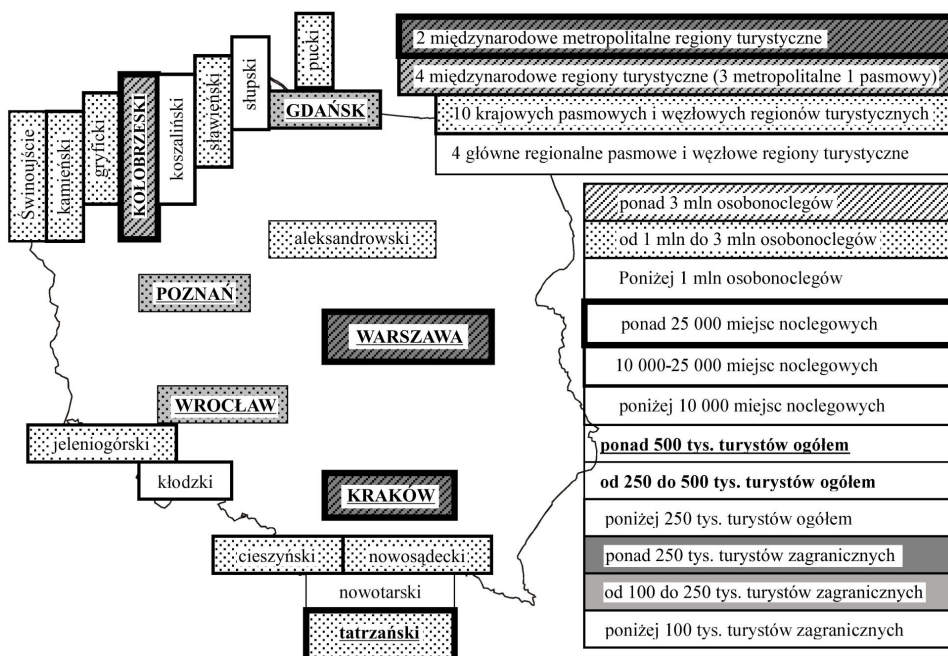 2 międzynarodowe metropolitalne regiony turystyczne
4 międzynarodowe regiony turystyczne (3 metropolitalne 1 pasmowy)
10 krajowych pasmowych i węzłowych regionów turystycznych
4 główne regionalne pasmowe i węzłowe regiony turystyczne
Świnoujście
kamieński
gryficki
KOŁOBRZESKI
koszaliński
sławieński
słupski
pucki
GDAŃSK
aleksandrowski
POZNAŃ
WARSZAWA
WROCŁAW
jeleniogórski
kłodzki
KRAKÓW
cieszyński
nowosądecki
nowotarski
tatrzański
ponad 3 mln osobonoclegów
od 1 mln do 3 mln osobonoclegów
Poniżej 1 mln osobonoclegów
ponad 25 000 miejsc noclegowych
10 000-25 000 miejsc noclegowych
poniżej 10 000 miejsc noclegowych
ponad 500 tys. turystów ogółem
od 250 do 500 tys. turystów ogółem
poniżej 250 tys. turystów ogółem
ponad 250 tys. turystów zagranicznych
od 100 do 250 tys. turystów zagranicznych
poniżej 100 tys. turystów zagranicznych